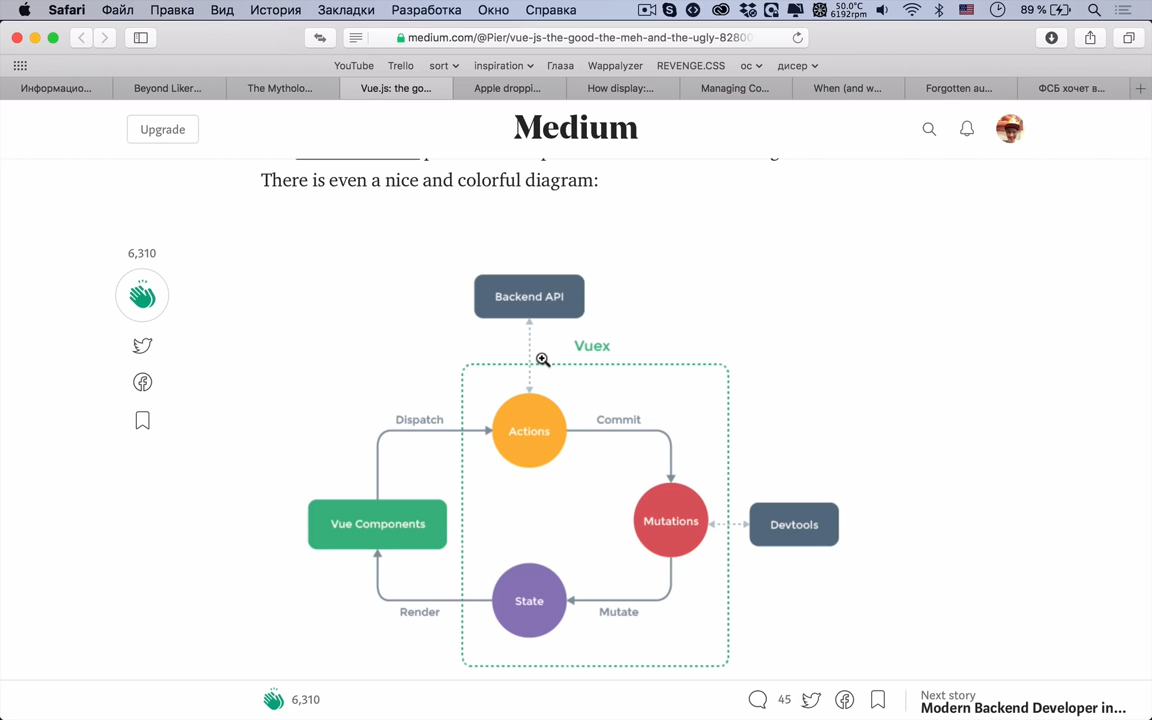 Safari Файл Правка Вид История Закладки Разработка Окно Справка 50.0°C 6192rpm 89 %
medium.com/@Pier/vue-js-the-good-the-meh-and-the-ugly-82800
YouTube Trello sort inspiration Глаза Wappalyzer REVENGE.CSS ос дисер
Информацио... Beyond Liker... The Mytholo... Vue.js: the go... Apple droppi... How display:... Managing Co... When (and w... Forgotten au... ФСБ хочет в...
Upgrade Medium
There is even a nice and colorful diagram:
6,310
Backend API
Vuex
Dispatch Commit
Actions
Vue Components Mutations Devtools
State
Render Mutate
6,310 45 Next story
Modern Backend Developer in...